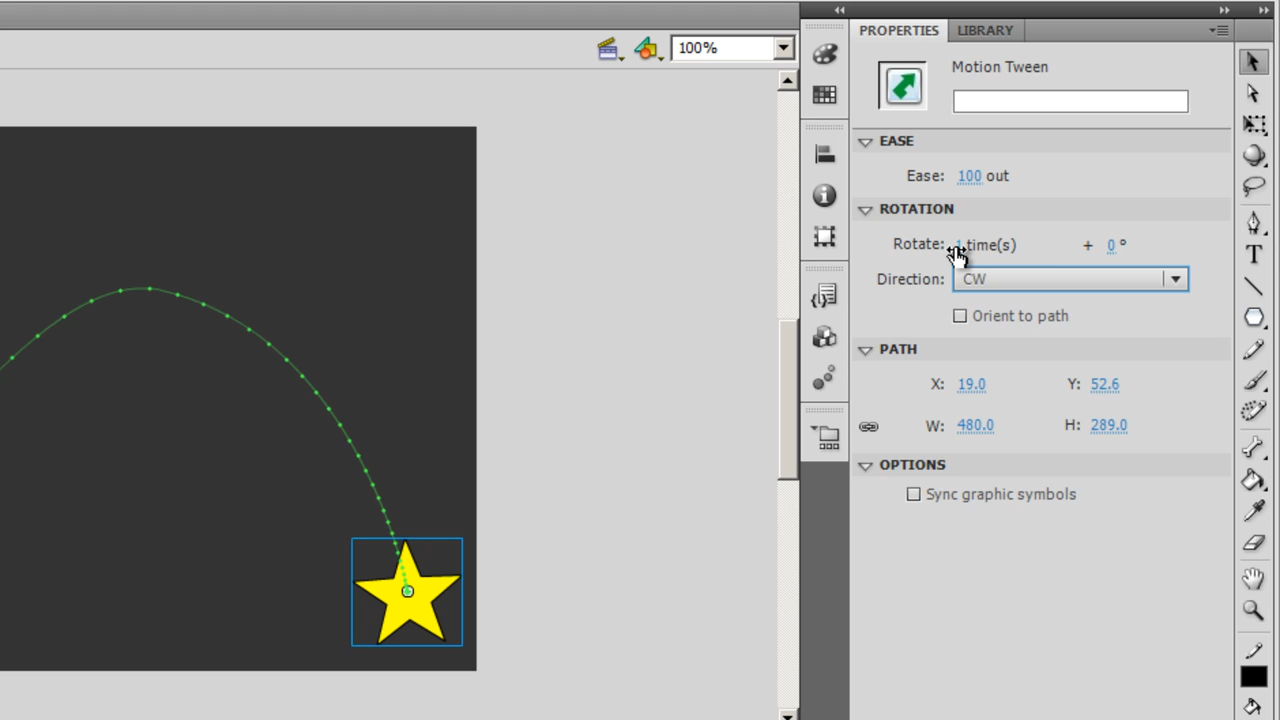 PROPERTIES LIBRARY
100%
Motion Tween
EASE
Ease: 100 out
ROTATION
Rotate: time(s) + 0 °
Direction: CW
Orient to path
PATH
X: 19.0 Y: 52.6
W: 480.0 H: 289.0
OPTIONS
Sync graphic symbols